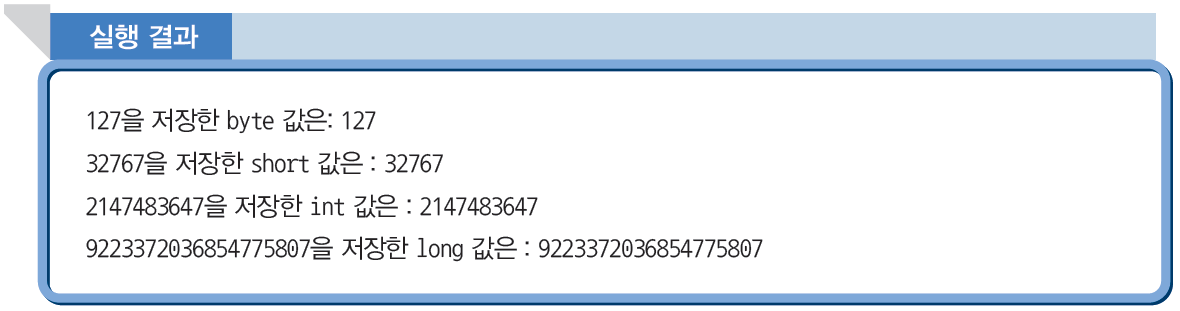 실행 결과
127을 저장한 byte 값은: 127
32767을 저장한 short 값은 : 32767
2147483647을 저장한 int 값은 : 2147483647
9223372036854775807을 저장한 long 값은 : 9223372036854775807